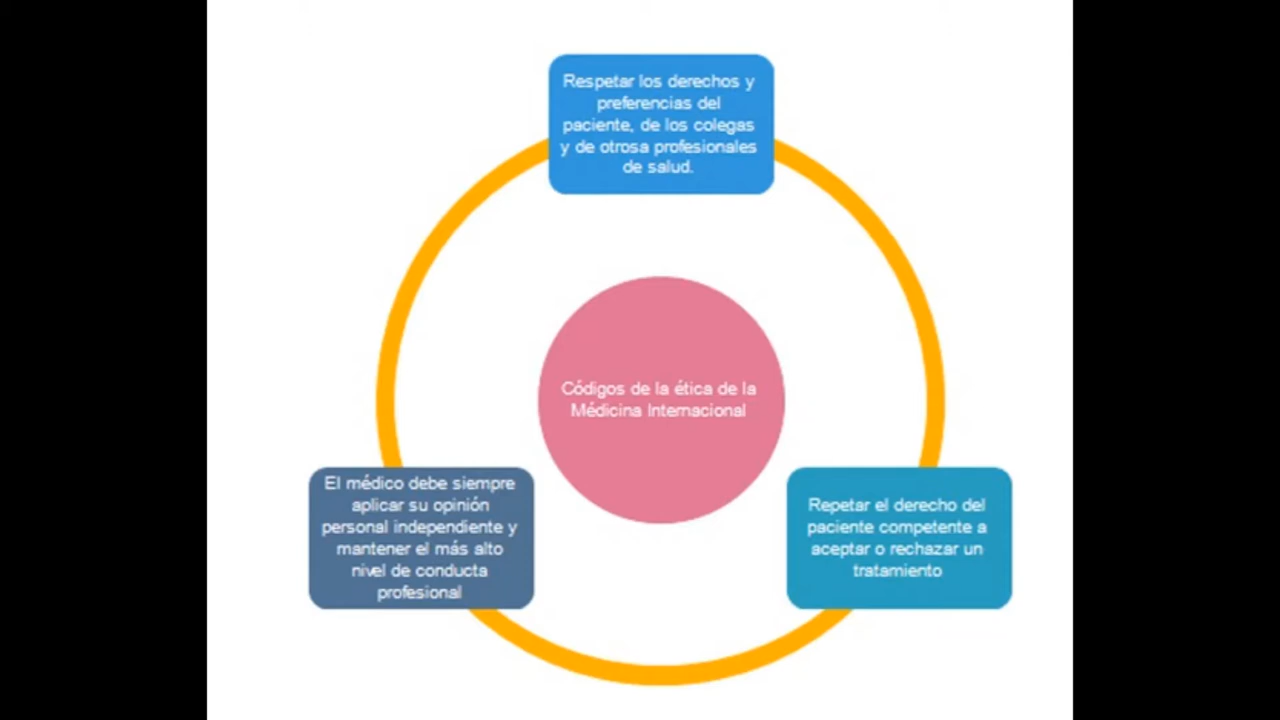 Respetar los derechos y
preferencias del
paciente, de los colegas
y de otrosa profesionales
de salud.
Códigos de la ética de la
Médicina Internacional
El médico debe siempre
aplicar su opinión
personal independiente y
mantener el más alto
nivel de conducta
profesional
Repetar el derecho del
paciente competente a
aceptar o rechazar un
tratamiento